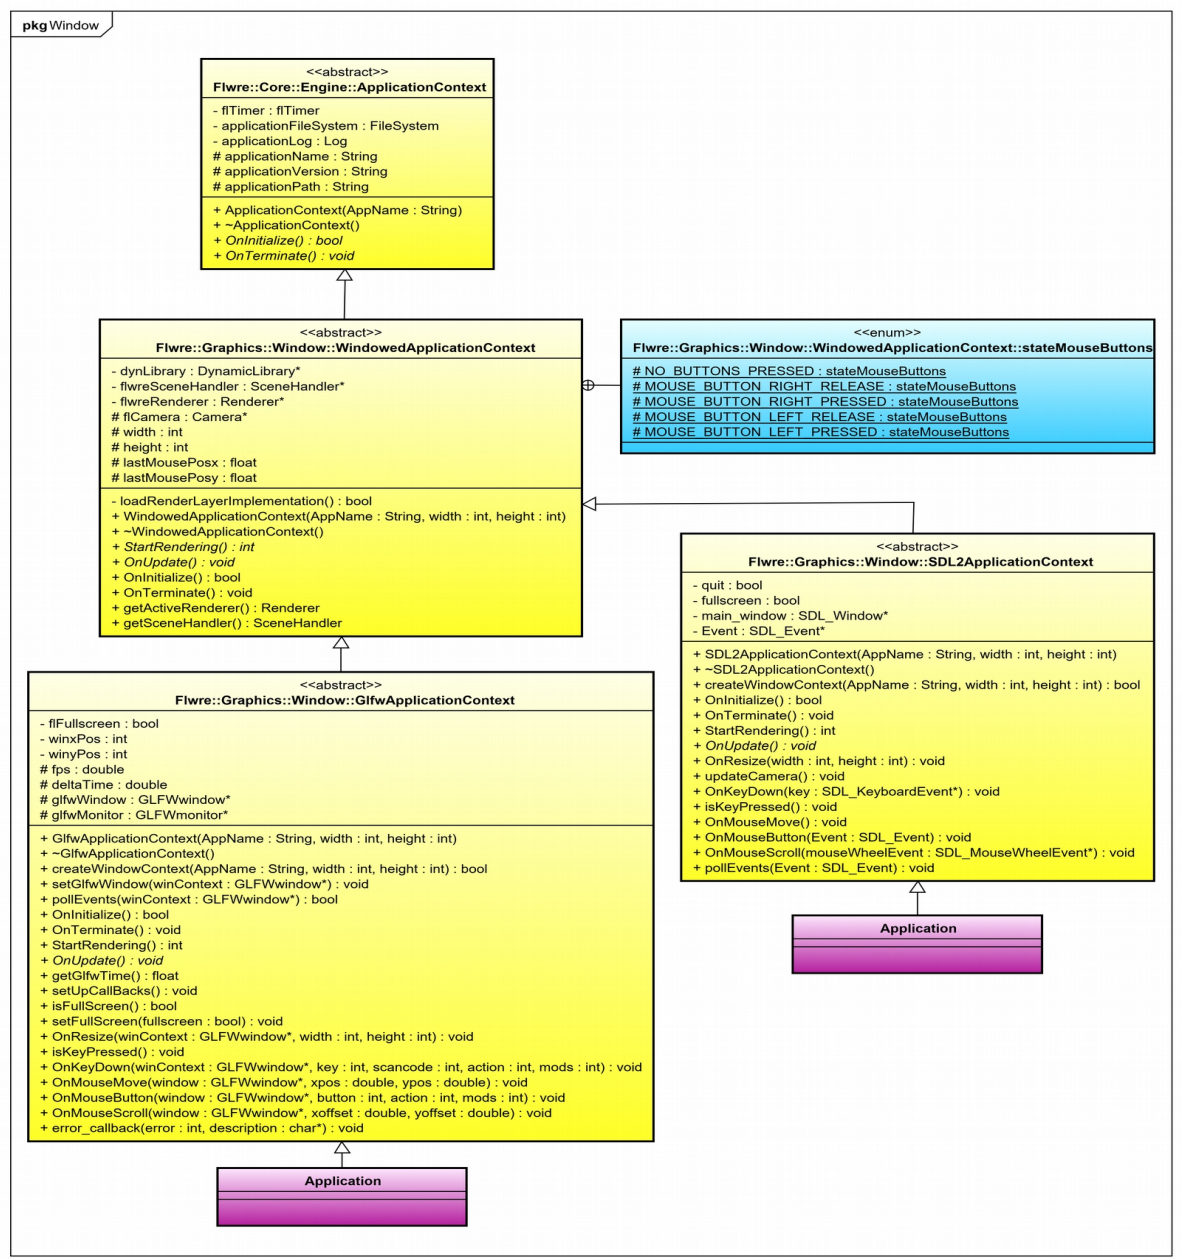 pkg Window
<<abstract>>
Flwre::Core::Engine::ApplicationContext
- flTimer : flTimer
- applicationFileSystem : FileSystem
- applicationLog : Log
# applicationName : String
# applicationVersion : String
# applicationPath : String
+ ApplicationContext(AppName : String)
+ ~ApplicationContext()
+ OnInitialize() : bool
+ OnTerminate() : void
<<abstract>>
Flwre::Graphics::Window::WindowedApplicationContext
- dynLibrary : DynamicLibrary*
- flwreSceneHandler : SceneHandler*
- flwreRenderer : Renderer*
# flCamera : Camera*
# width : int
# height : int
# lastMousePosx : float
# lastMousePosy : float
- loadRenderLayerImplementation() : bool
+ WindowedApplicationContext(AppName : String, width : int, height : int)
+ ~WindowedApplicationContext()
+ StartRendering() : int
+ OnUpdate() : void
+ OnInitialize() : bool
+ OnTerminate() : void
+ getActiveRenderer() : Renderer
+ getSceneHandler() : SceneHandler
<<enum>>
Flwre::Graphics::Window::WindowedApplicationContext::stateMouseButtons
# NO_BUTTONS_PRESSED : stateMouseButtons
# MOUSE_BUTTON_RIGHT_RELEASE : stateMouseButtons
# MOUSE_BUTTON_RIGHT_PRESSED : stateMouseButtons
# MOUSE_BUTTON_LEFT_RELEASE : stateMouseButtons
# MOUSE_BUTTON_LEFT_PRESSED : stateMouseButtons
<<abstract>>
Flwre::Graphics::Window::SDL2ApplicationContext
- quit : bool
- fullscreen : bool
- main_window : SDL_Window*
- Event : SDL_Event*
+ SDL2ApplicationContext(AppName : String, width : int, height : int)
+ ~SDL2ApplicationContext()
+ createWindowContext(AppName : String, width : int, height : int) : bool
+ OnInitialize() : bool
+ OnTerminate() : void
+ StartRendering() : int
+ OnUpdate() : void
+ OnResize(width : int, height : int) : void
+ updateCamera() : void
+ OnKeyDown(key : SDL_KeyboardEvent*) : void
+ isKeyPressed() : void
+ OnMouseMove() : void
+ OnMouseButton(Event : SDL_Event) : void
+ OnMouseScroll(mouseWheelEvent : SDL_MouseWheelEvent*) : void
+ pollEvents(Event : SDL_Event) : void
Application
<<abstract>>
Flwre::Graphics::Window::GlfwApplicationContext
- flFullscreen : bool
- winxPos : int
- winyPos : int
# fps : double
# deltaTime : double
# glfwWindow : GLFWwindow*
# glfwMonitor : GLFWmonitor*
+ GlfwApplicationContext(AppName : String, width : int, height : int)
+ ~GlfwApplicationContext()
+ createWindowContext(AppName : String, width : int, height : int) : bool
+ setGlfwWindow(winContext : GLFWwindow*) : void
+ pollEvents(winContext : GLFWwindow*) : bool
+ OnInitialize() : bool
+ OnTerminate() : void
+ StartRendering() : int
+ OnUpdate() : void
+ getGlfwTime() : float
+ setUpCallBacks() : void
+ isFullScreen() : bool
+ setFullScreen(fullscreen : bool) : void
+ OnResize(winContext : GLFWwindow*, width : int, height : int) : void
+ isKeyPressed() : void
+ OnKeyDown(winContext : GLFWwindow*, key : int, scancode : int, action : int, mods : int) : void
+ OnMouseMove(window : GLFWwindow*, xpos : double, ypos : double) : void
+ OnMouseButton(window : GLFWwindow*, button : int, action : int, mods : int) : void
+ OnMouseScroll(window : GLFWwindow*, xoffset : double, yoffset : double) : void
+ error_callback(error : int, description : char*) : void
Application